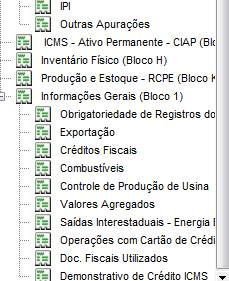 IPI
Outras Apurações
ICMS - Ativo Permanente - CIAP (Blo
Inventário Físico (Bloco H)
Produção e Estoque - RCPE (Bloco K
Informações Gerais (Bloco 1)
Obrigatoriedade de Registros do
Exportação
Créditos Fiscais
Combustíveis
Controle de Produção de Usina
Valores Agregados
Saídas Interestaduais - Energia E
Operações com Cartão de Crédi
Doc. Fiscais Utilizados
Demonstrativo de Crédito ICMS